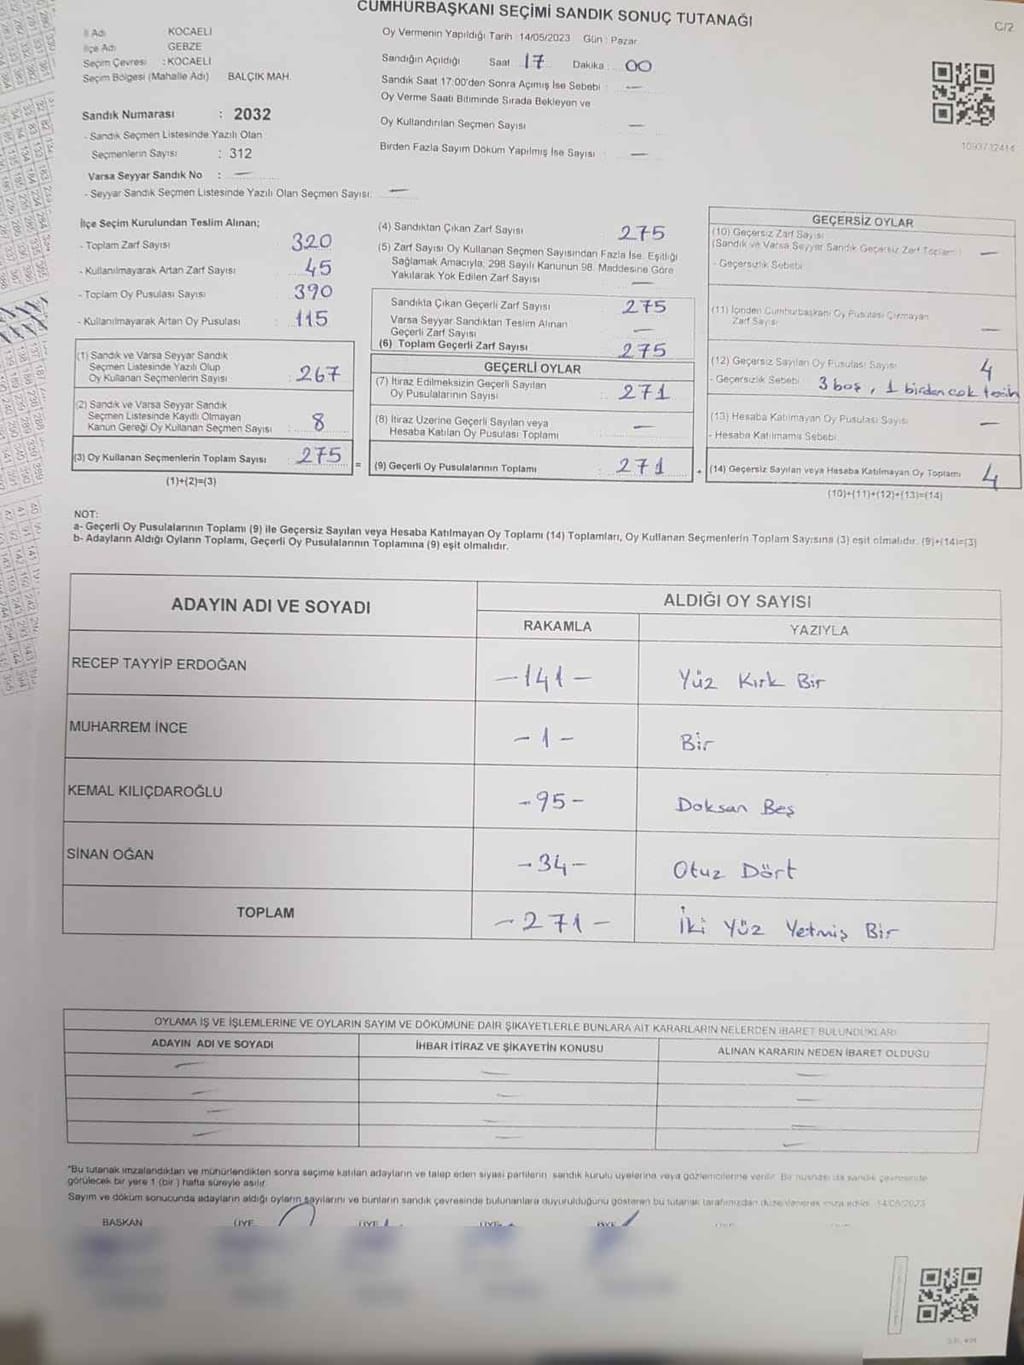 CUMHURBAŞKANI SEÇİMİ SANDIK SONUÇ TUTANAĞI
C/2
İl Adı KOCAELİ
İlçe Adı GEBZE
Seçim Çevresi : KOCAELİ
Seçim Bölgesi (Mahalle Adı) BALÇIK MAH.
Oy Vermenin Yapıldığı Tarih : 14/05/2023 Gün : Pazar
Sandığın Açıldığı Saat 17 Dakika : 00
Sandık Saat 17:00'den Sonra Açılmış İse Sebebi : —
Oy Verme Saati Bitiminde Sırada Bekleyen ve
Oy Kullandırılan Seçmen Sayısı —
Birden Fazla Sayım Döküm Yapılmış İse Sayısı —
Sandık Numarası : 2032
- Sandık Seçmen Listesinde Yazılı Olan
Seçmenlerin Sayısı : 312
Varsa Seyyar Sandık No : —
- Seyyar Sandık Seçmen Listesinde Yazılı Olan Seçmen Sayısı: —
1093732414
İlçe Seçim Kurulundan Teslim Alınan;
- Toplam Zarf Sayısı 320
- Kullanılmayarak Artan Zarf Sayısı 45
- Toplam Oy Pusulası Sayısı 390
- Kullanılmayarak Artan Oy Pusulası : 115
(1) Sandık ve Varsa Seyyar Sandık
Seçmen Listesinde Yazılı Olup
Oy Kullanan Seçmenlerin Sayısı : 267
(2) Sandık ve Varsa Seyyar Sandık
Seçmen Listesinde Kayıtlı Olmayan
Kanun Gereği Oy Kullanan Seçmen Sayısı : 8
(3) Oy Kullanan Seçmenlerin Toplam Sayısı : 275 =
(1)+(2)=(3)
(4) Sandıktan Çıkan Zarf Sayısı 275
(5) Zarf Sayısı Oy Kullanan Seçmen Sayısından Fazla İse, Eşitliği
Sağlamak Amacıyla, 298 Sayılı Kanunun 98. Maddesine Göre
Yakılarak Yok Edilen Zarf Sayısı —
Sandıkta Çıkan Geçerli Zarf Sayısı 275
Varsa Seyyar Sandıktan Teslim Alınan
Geçerli Zarf Sayısı —
(6) Toplam Geçerli Zarf Sayısı 275
GEÇERLİ OYLAR
(7) İtiraz Edilmeksizin Geçerli Sayılan
Oy Pusulalarının Sayısı : 271
(8) İtiraz Üzerine Geçerli Sayılan veya
Hesaba Katılan Oy Pusulası Toplamı —
(9) Geçerli Oy Pusulalarının Toplamı : 271 +
GEÇERSİZ OYLAR
(10) Geçersiz Zarf Sayısı
(Sandık ve Varsa Seyyar Sandık Geçersiz Zarf Toplamı) —
- Geçersizlik Sebebi
(11) İçinden Cumhurbaşkanı Oy Pusulası Çıkmayan
Zarf Sayısı —
(12) Geçersiz Sayılan Oy Pusulası Sayısı 4
- Geçersizlik Sebebi 3 boş, 1 birden çok
(13) Hesaba Katılmayan Oy Pusulası Sayısı —
- Hesaba Katılmama Sebebi
(14) Geçersiz Sayılan veya Hesaba Katılmayan Oy Toplamı 4
(10)+(11)+(12)+(13)=(14)
NOT:
a- Geçerli Oy Pusulalarının Toplamı (9) ile Geçersiz Sayılan veya Hesaba Katılmayan Oy Toplamı (14) Toplamları, Oy Kullanan Seçmenlerin Toplam Sayısına (3) eşit olmalıdır. (9)+(14)=(3)
b- Adayların Aldığı Oyların Toplamı, Geçerli Oy Pusulalarının Toplamına (9) eşit olmalıdır.
ADAYIN ADI VE SOYADI ALDIĞI OY SAYISI
RAKAMLA YAZIYLA
RECEP TAYYİP ERDOĞAN -141- Yüz Kırk Bir
MUHARREM İNCE -1- Bir
KEMAL KILIÇDAROĞLU -95- Doksan Beş
SİNAN OĞAN -34- Otuz Dört
TOPLAM -271- İki Yüz Yetmiş Bir
OYLAMA İŞ VE İŞLEMLERİNE VE OYLARIN SAYIM VE DÖKÜMÜNE DAİR ŞİKAYETLERLE BUNLARA AİT KARARLARIN NELERDEN İBARET BULUNDUKLARI
ADAYIN ADI VE SOYADI İHBAR İTİRAZ VE ŞİKAYETİN KONUSU ALINAN KARARIN NEDEN İBARET OLDUĞU
— — —
— — —
— — —
— — —
*Bu tutanak imzalandıktan ve mühürlendikten sonra seçime katılan adayların ve talep eden siyasi partilerin sandık kurulu üyelerine veya gözlemcilerine verilir. Bir nüshası da sandık çevresinde
görülecek bir yere 1 (bir) hafta süreyle asılır.
Sayım ve döküm sonucunda adayların aldığı oyların sayılarını ve bunların sandık çevresinde bulunanlara duyurulduğunu gösteren bu tutanak tarafımızdan düzenlenerek imza edildi. 14/05/2023
BAŞKAN ÜYE ÜYE ÜYE ÜYE